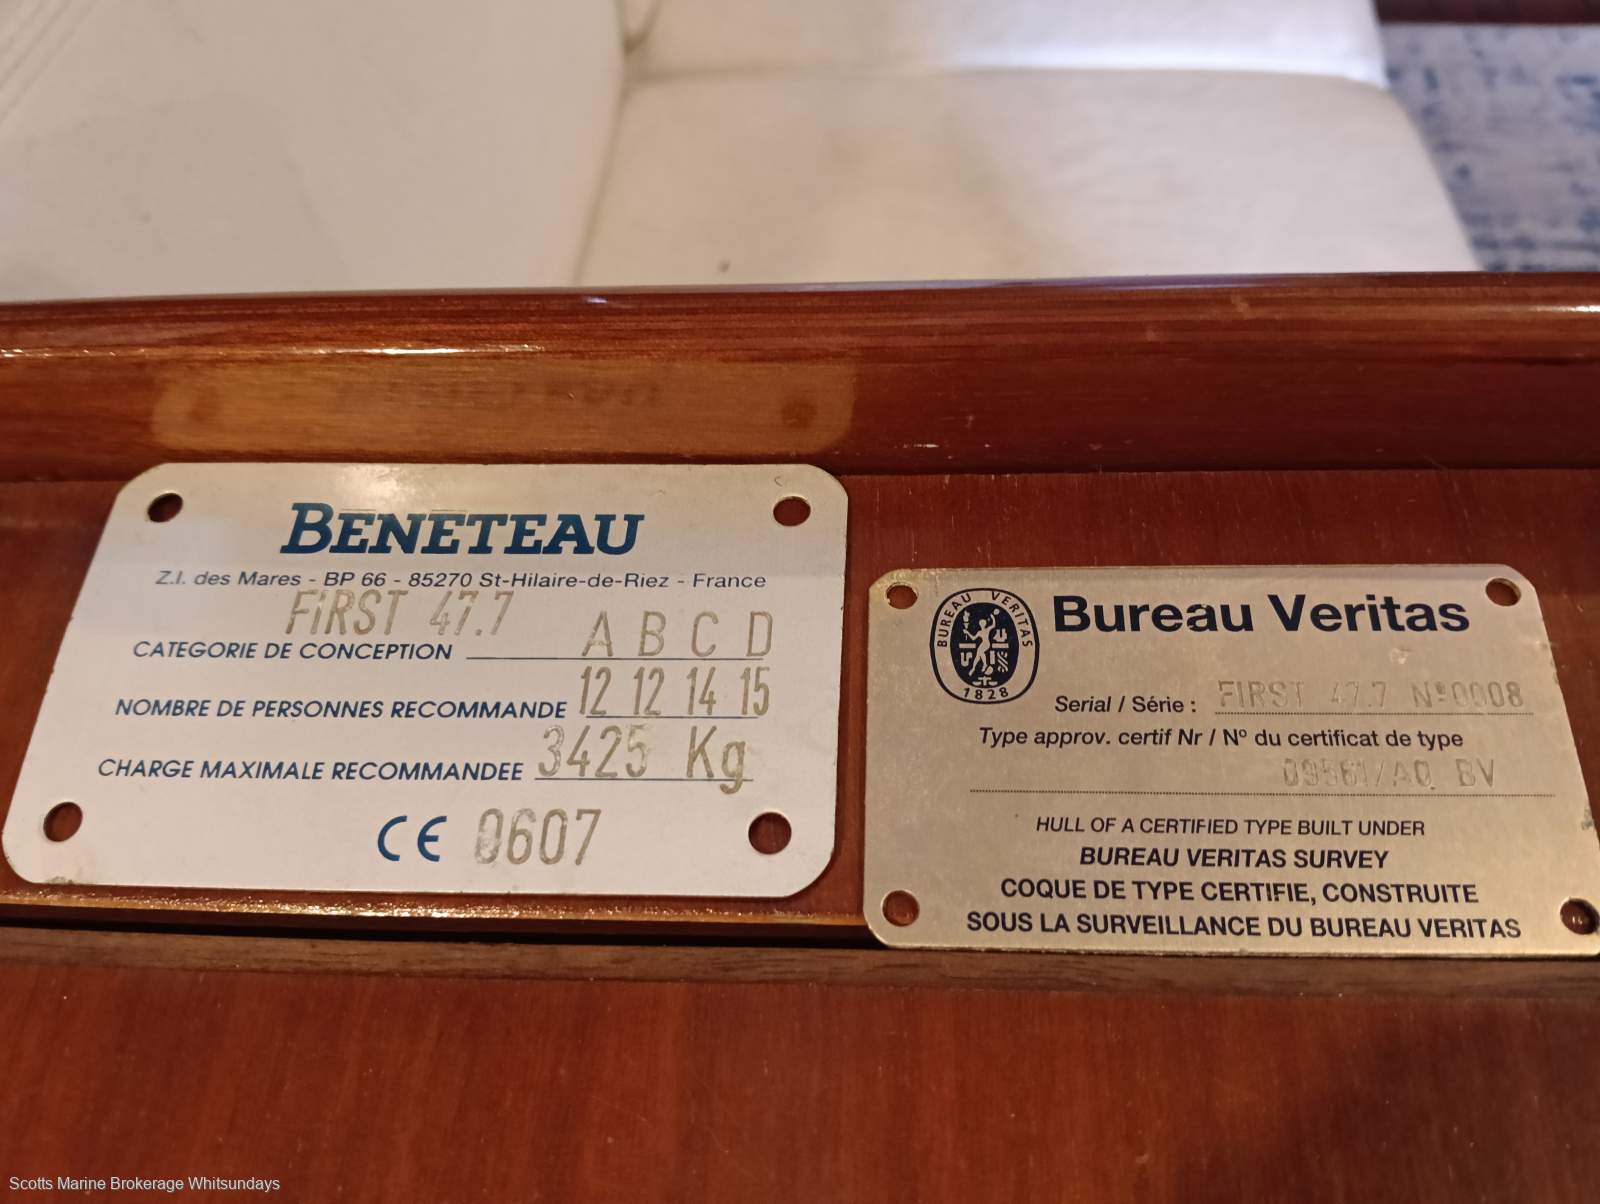 BENETEAU
Z.I. des Mares - BP 66 - 85270 St-Hilaire-de-Riez - France
FiRST 47.7
CATEGORIE DE CONCEPTION A B C D
NOMBRE DE PERSONNES RECOMMANDE 12 12 14 15
CHARGE MAXIMALE RECOMMANDEE 3425 Kg
CE 0607
BUREAU VERITAS
1828
Bureau Veritas
Serial / Série : FIRST 47.7 Nº0008
Type approv. certif Nr / Nº du certificat de type
BV
HULL OF A CERTIFIED TYPE BUILT UNDER
BUREAU VERITAS SURVEY
COQUE DE TYPE CERTIFIE, CONSTRUITE
SOUS LA SURVEILLANCE DU BUREAU VERITAS
Scotts Marine Brokerage Whitsundays